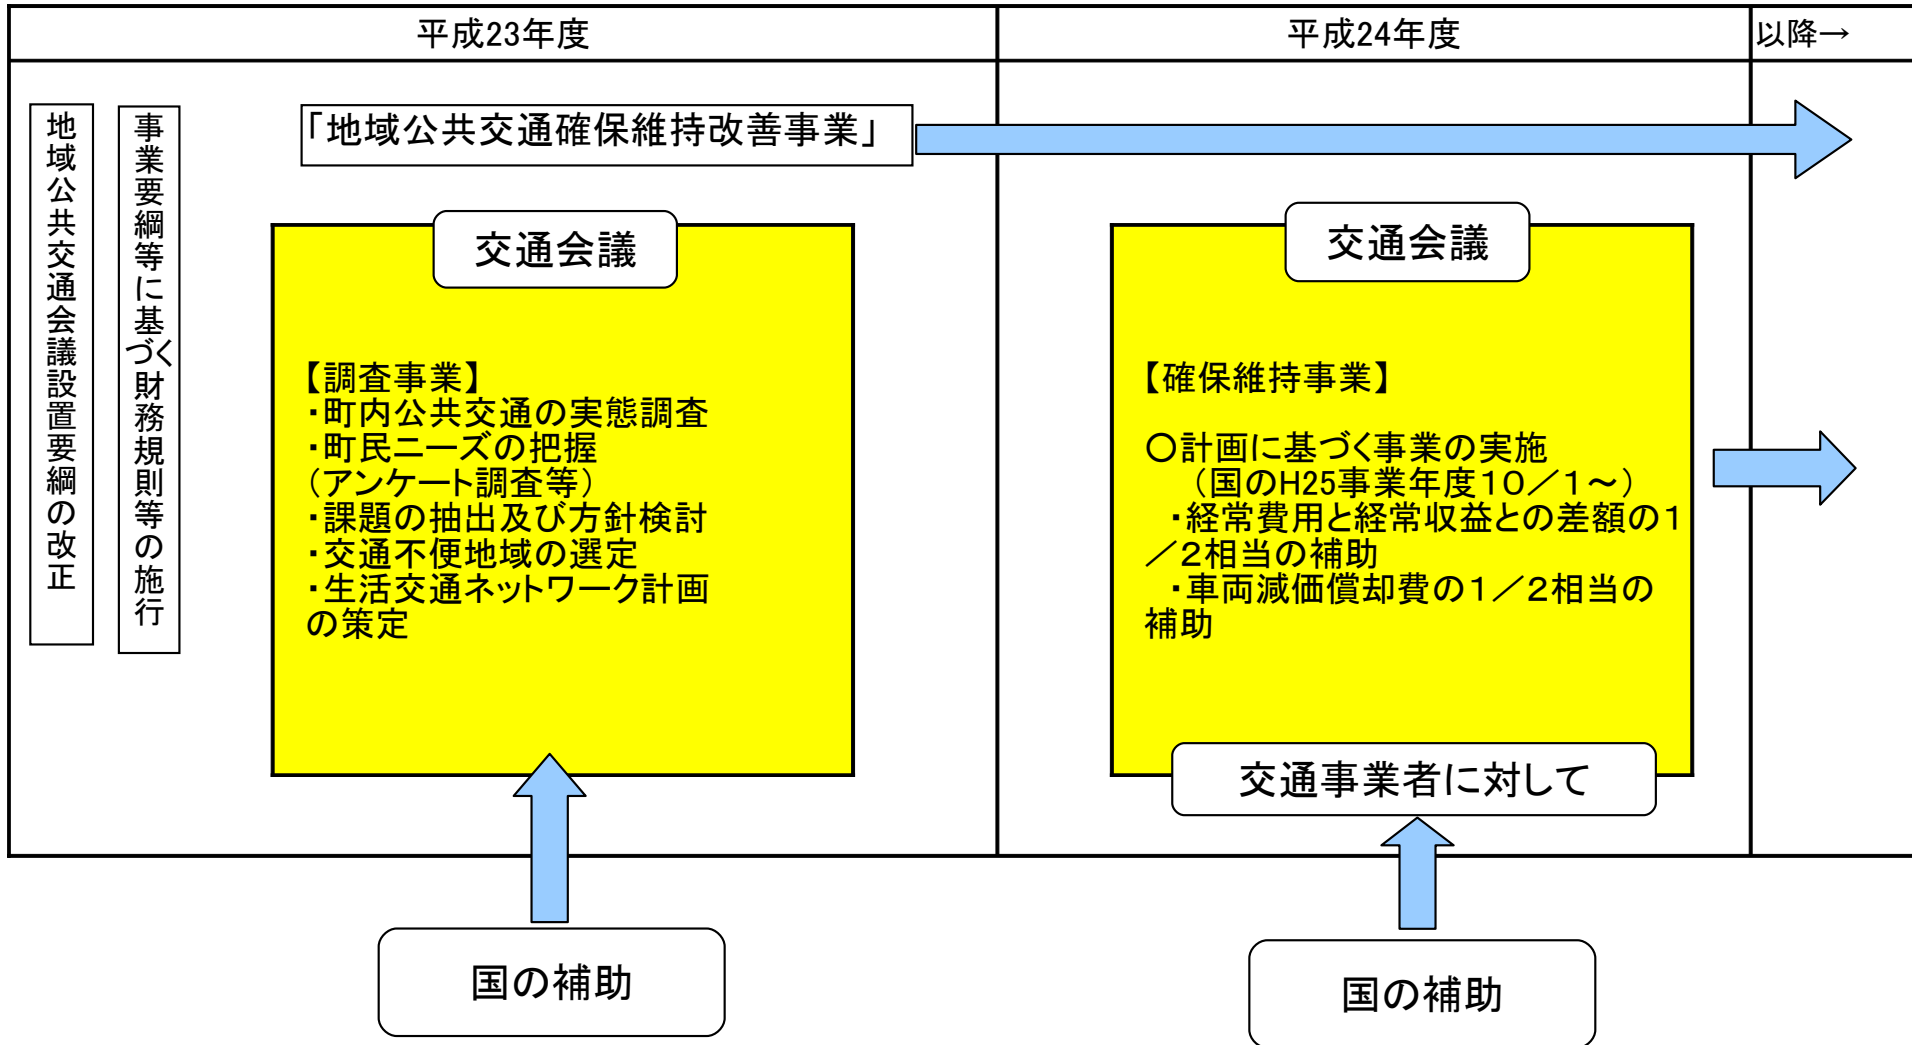 平成23年度
平成24年度
以降→
地域公共交通会議設置要綱の改正
事業要綱等に基づく財務規則等の施行
「地域公共交通確保維持改善事業」
交通会議
【調査事業】
・町内公共交通の実態調査
・町民ニーズの把握
（アンケート調査等）
・課題の抽出及び方針検討
・交通不便地域の選定
・生活交通ネットワーク計画
の策定
国の補助
交通会議
【確保維持事業】
〇計画に基づく事業の実施
（国のH25事業年度１０／１～）
・経常費用と経常収益との差額の１
／２相当の補助
・車両減価償却費の１／２相当の
補助
交通事業者に対して
国の補助